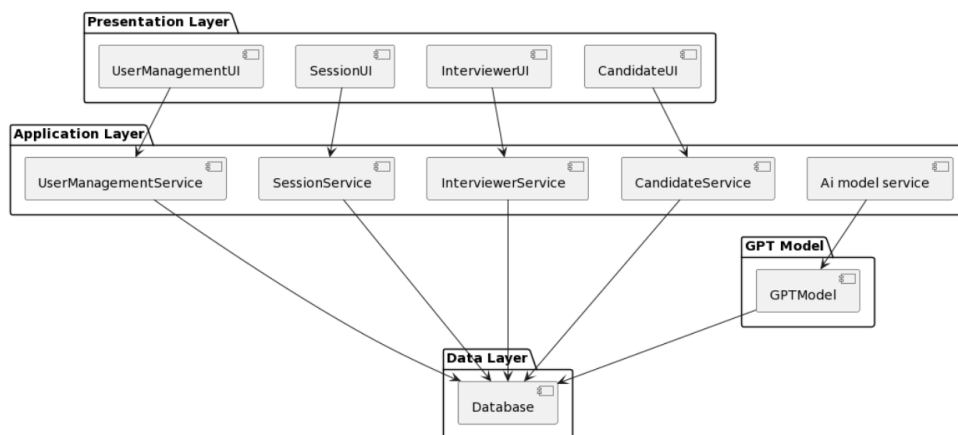 Presentation Layer
UserManagementUI
SessionUI
InterviewerUI
CandidateUI
Application Layer
UserManagementService
SessionService
InterviewerService
CandidateService
Ai model service
GPT Model
GPTModel
Data Layer
Database